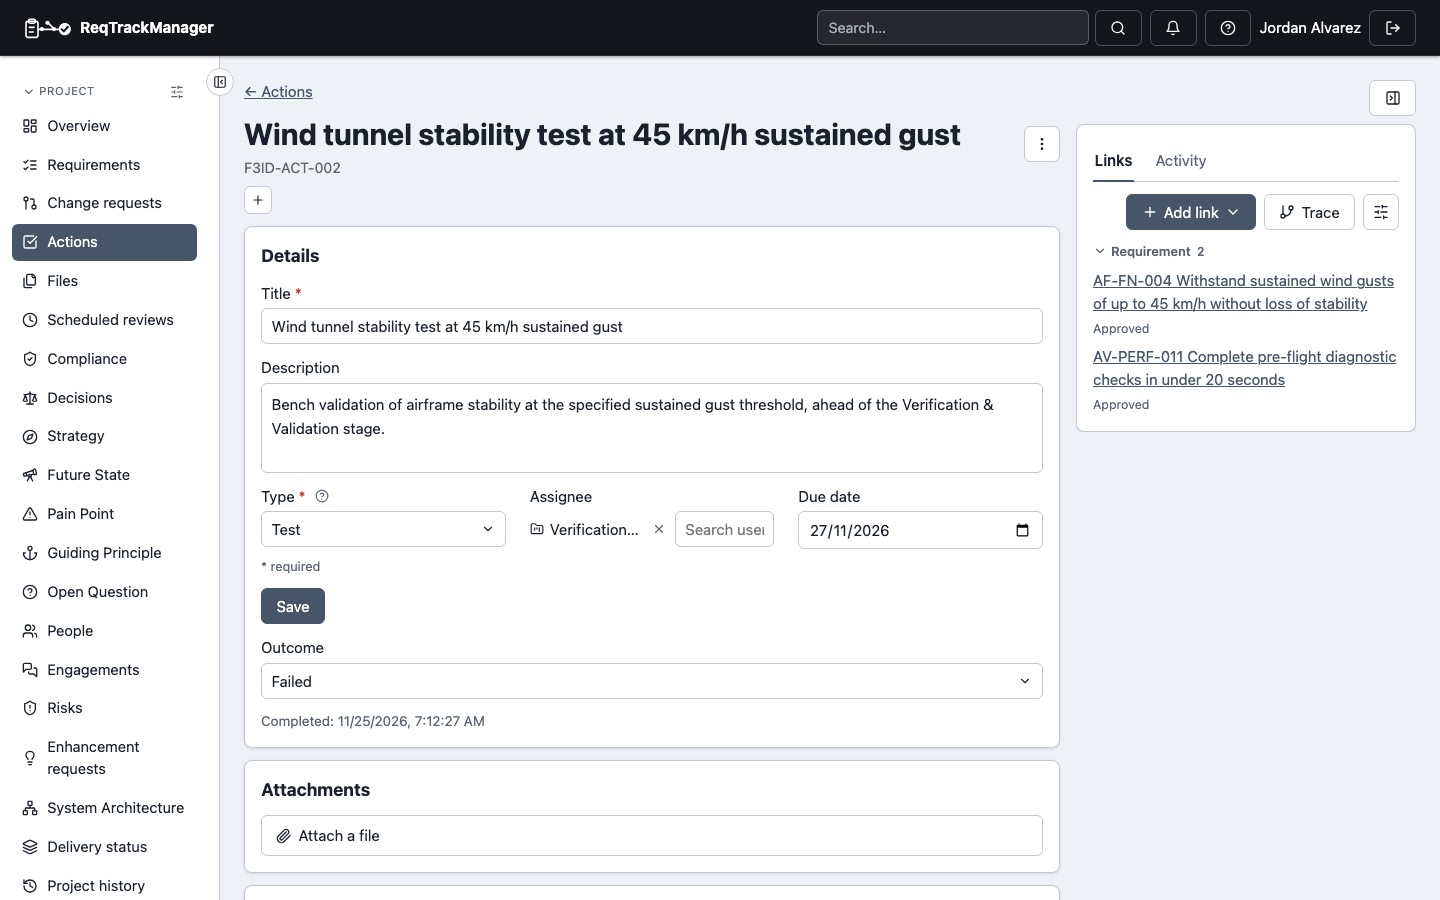 ReqTrackManager
Search...
Jordan Alvarez
PROJECT
Overview
Requirements
Change requests
Actions
Files
Scheduled reviews
Compliance
Decisions
Strategy
Future State
Pain Point
Guiding Principle
Open Question
People
Engagements
Risks
Enhancement
requests
System Architecture
Delivery status
Project history
← Actions
Wind tunnel stability test at 45 km/h sustained gust
F3ID-ACT-002
Details
Title *
Wind tunnel stability test at 45 km/h sustained gust
Description
Bench validation of airframe stability at the specified sustained gust threshold, ahead of the Verification &
Validation stage.
Type *
Assignee
Due date
Test
Verification...
Search user
27/11/2026
* required
Save
Outcome
Failed
Completed: 11/25/2026, 7:12:27 AM
Attachments
Attach a file
Links
Activity
Add link
Trace
Requirement 2
AF-FN-004 Withstand sustained wind gusts
of up to 45 km/h without loss of stability
Approved
AV-PERF-011 Complete pre-flight diagnostic
checks in under 20 seconds
Approved